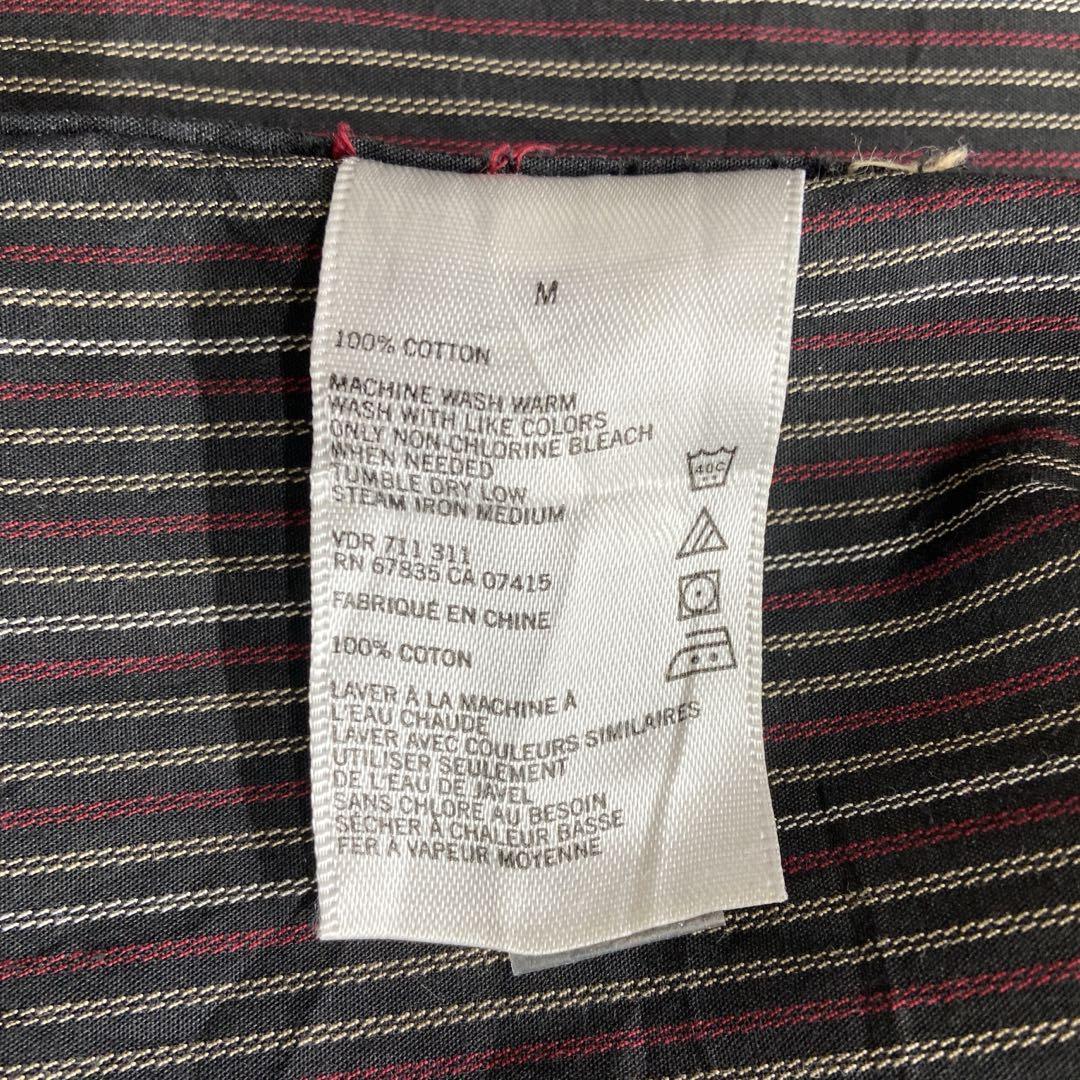 M
100% COTTON
MACHINE WASH WARM
WASH WITH LIKE COLORS
ONLY NON-CHLORINE BLEACH
WHEN NEEDED
TUMBLE DRY LOW
STEAM IRON MEDIUM
40C
VDR 711 311
RN 67835 CA 07415
FABRIQUÉ EN CHINE
100% COTON
LAVER À LA MACHINE À
L'EAU CHAUDE
LAVER AVEC COULEURS SIMILAIRES
UTILISER SEULEMENT
DE L'EAU DE JAVEL
SANS CHLORE AU BESOIN
SÉCHER À CHALEUR BASSE
FER À VAPEUR MOYENNE